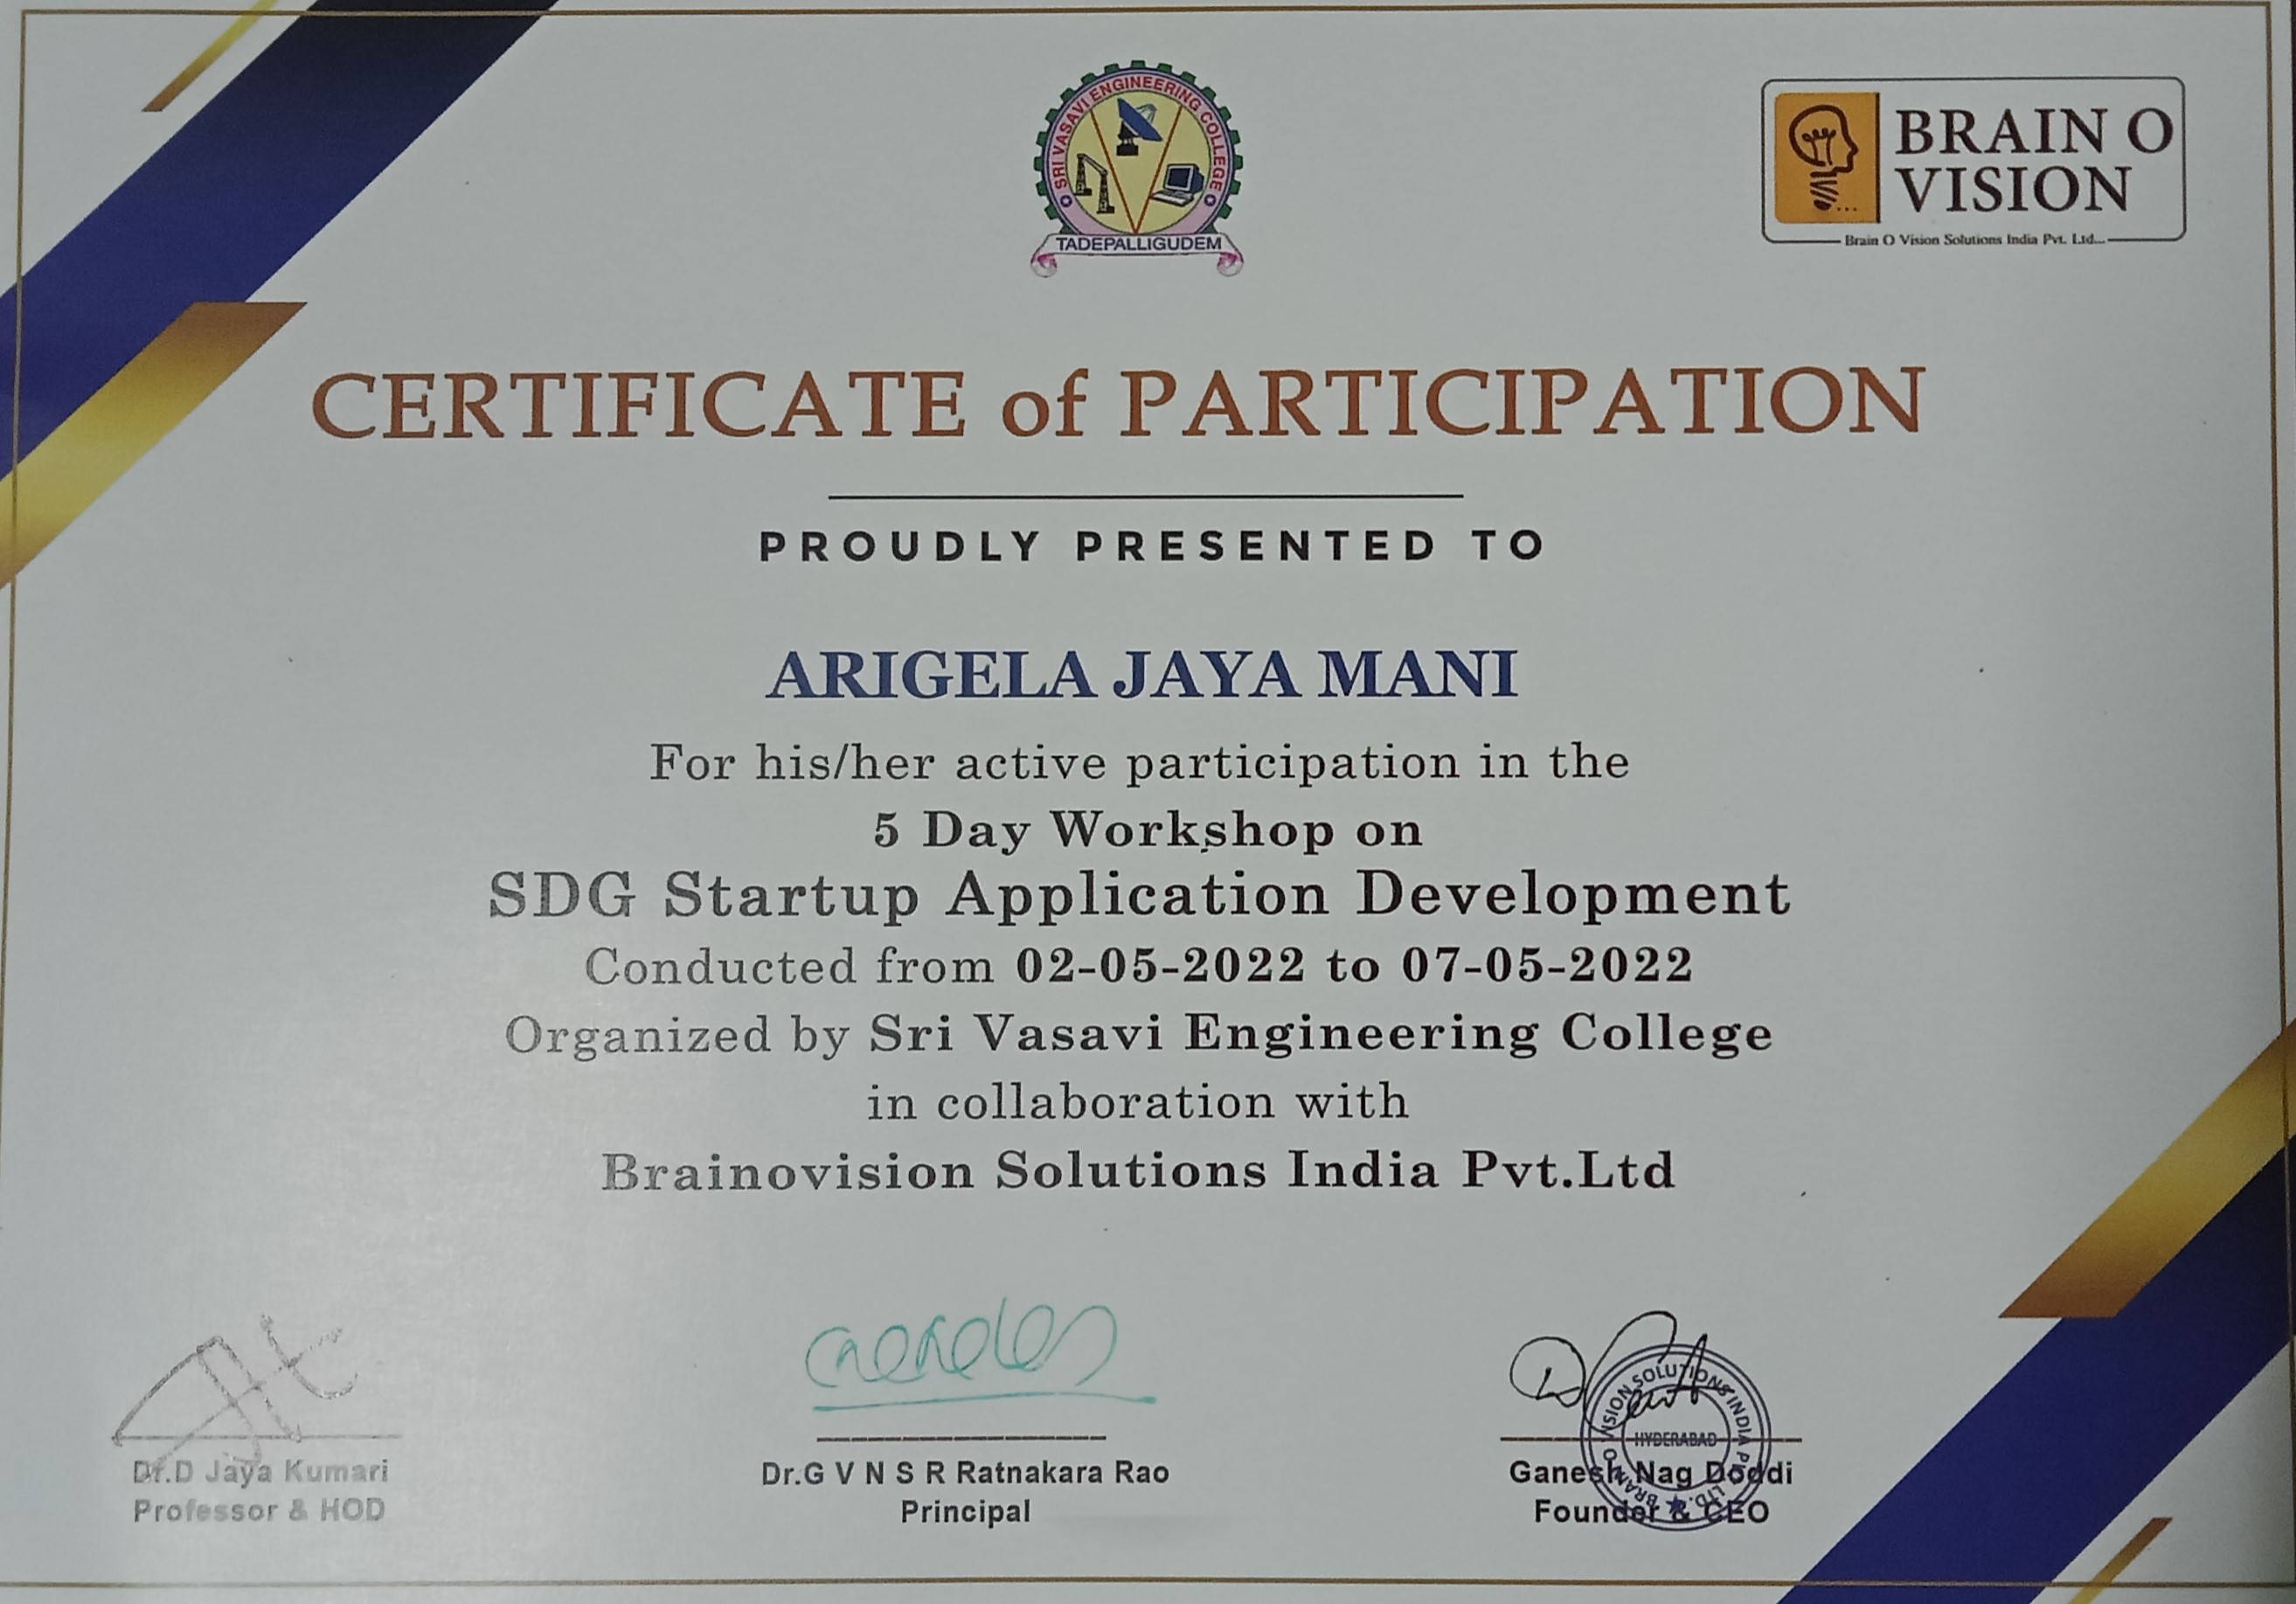 SRI VASAVI ENGINEERING COLLEGE
TADEPALLIGUDEM
BRAIN O
VISION
Brain O Vision Solutions India Pvt. Ltd...
CERTIFICATE of PARTICIPATION
PROUDLY PRESENTED TO
ARIGELA JAYA MANI
For his/her active participation in the
5 Day Workshop on
SDG Startup Application Development
Conducted from 02-05-2022 to 07-05-2022
Organized by Sri Vasavi Engineering College
in collaboration with
Brainovision Solutions India Pvt.Ltd
Dr.D Jaya Kumari
Professor & HOD
Dr.G V N S R Ratnakara Rao
Principal
BRAIN O VISION SOLUTIONS INDIA PVT. LTD.
HYDERABAD
Ganesh Nag Doddi
Founder & CEO